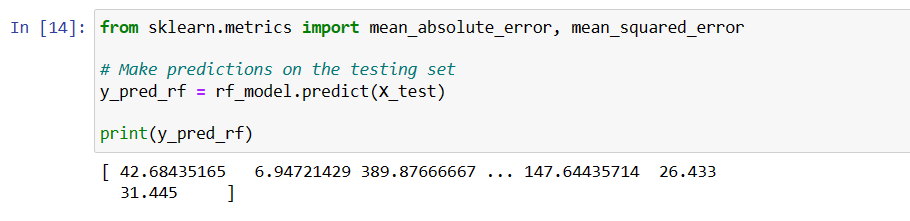 In [14]: from sklearn.metrics import mean_absolute_error, mean_squared_error
# Make predictions on the testing set
y_pred_rf = rf_model.predict(X_test)
print(y_pred_rf)
[ 42.68435165   6.94721429 389.87666667 ... 147.64435714  26.433
  31.445     ]